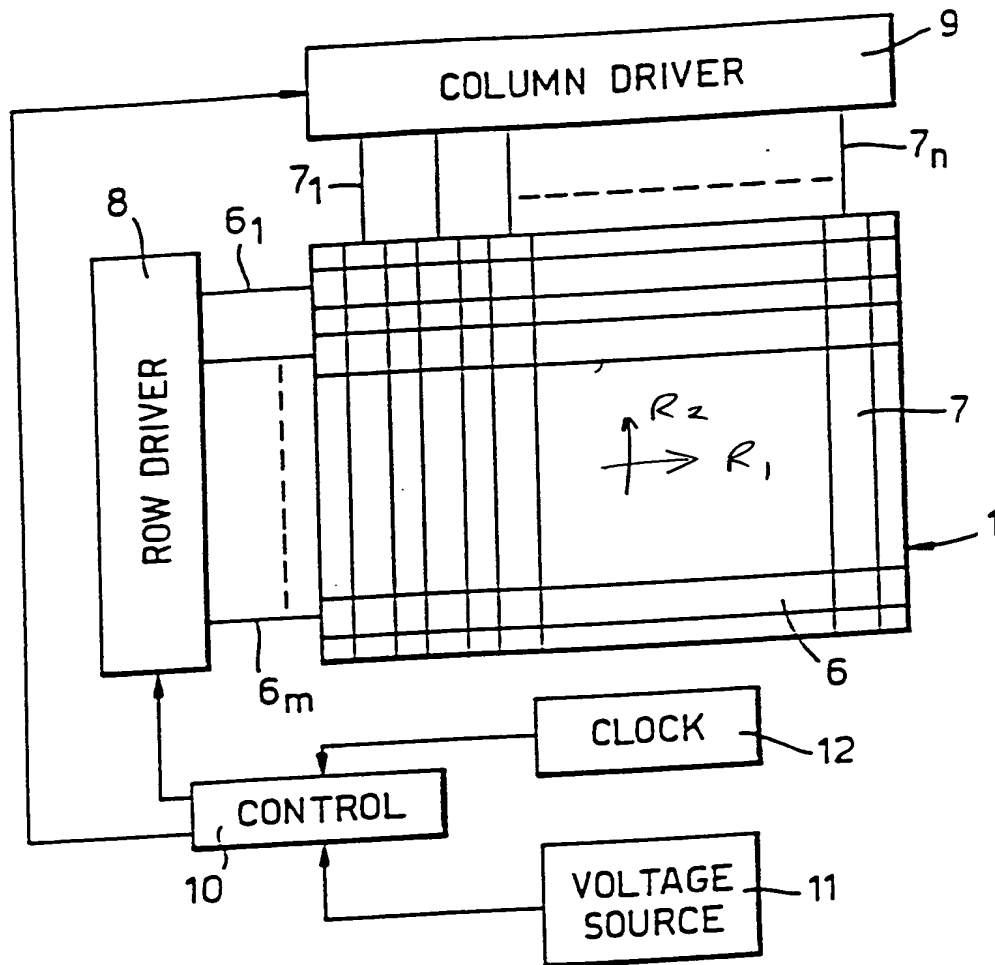 9
COLUMN DRIVER
7₁
7ₙ
8
6₁
ROW DRIVER
R₂
R₁
7
1
6
6ₘ
CLOCK
12
CONTROL
10
VOLTAGE
SOURCE
11